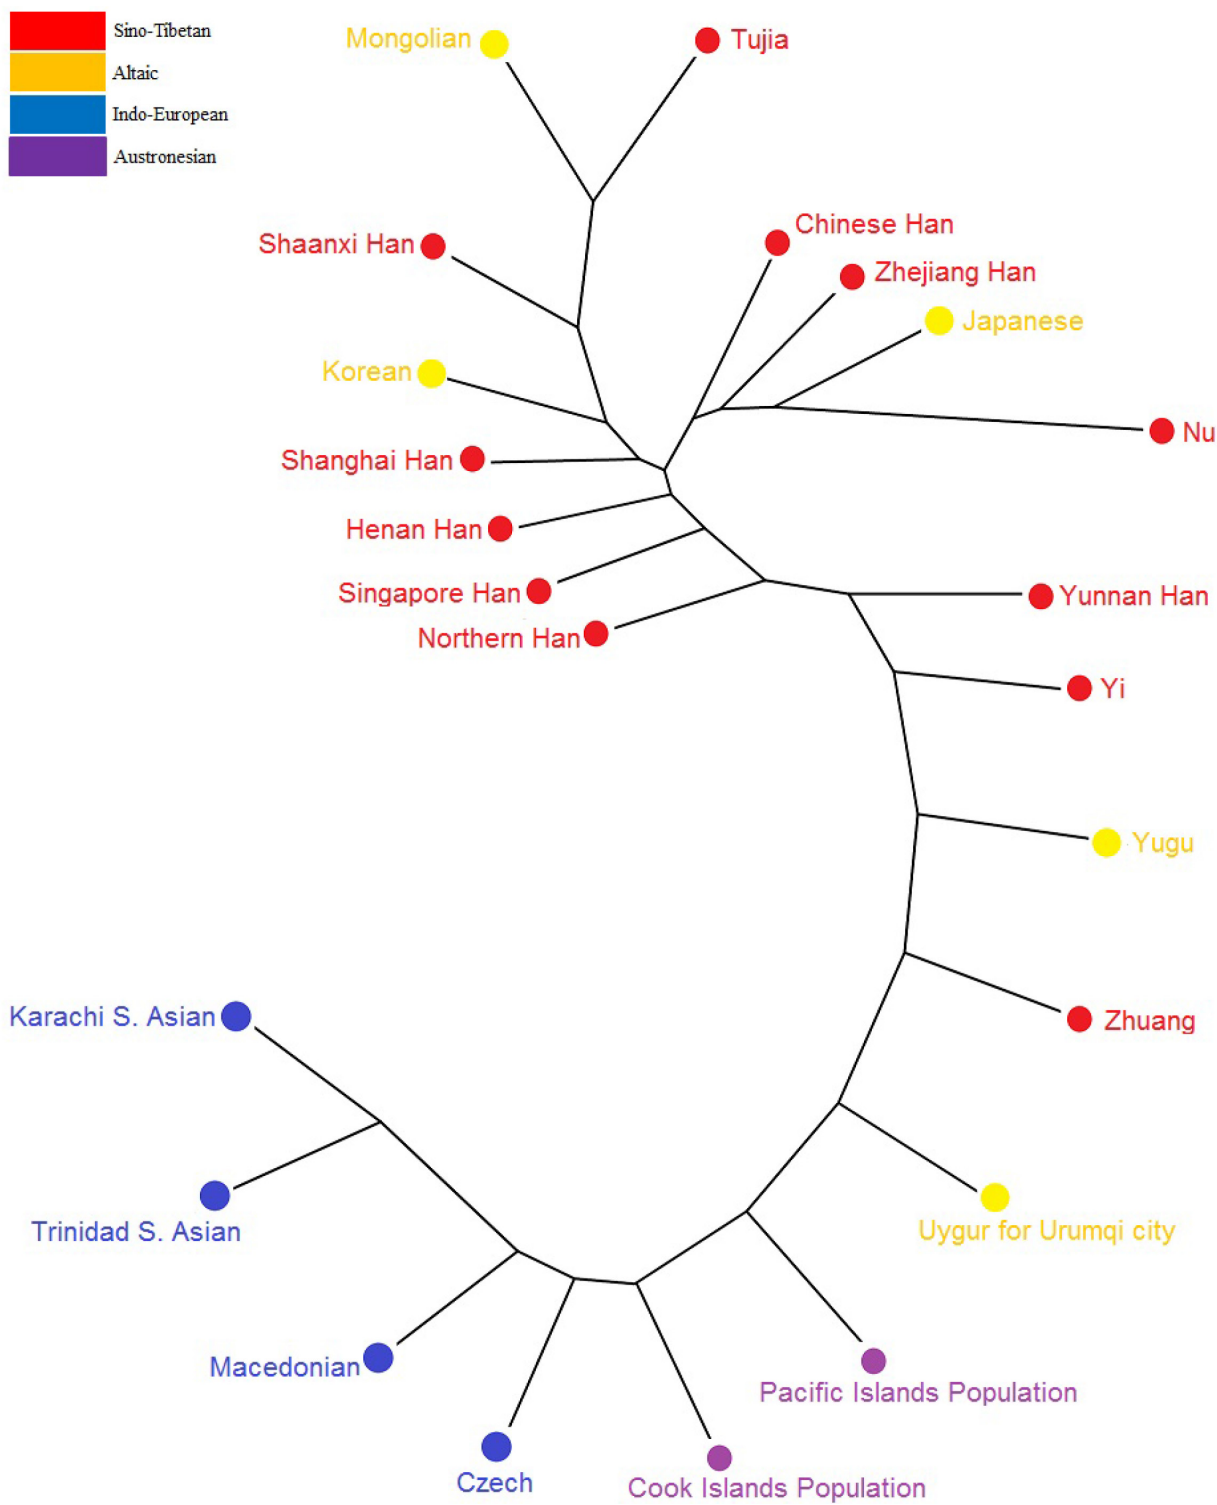 Sino-Tibetan
Altaic
Indo-European
Austronesian
Mongolian
Tujia
Shaanxi Han
Chinese Han
Zhejiang Han
Japanese
Korean
Nu
Shanghai Han
Henan Han
Singapore Han
Yunnan Han
Northern Han
Yi
Yugu
Karachi S. Asian
Zhuang
Trinidad S. Asian
Uygur for Urumqi city
Macedonian
Pacific Islands Population
Czech
Cook Islands Population